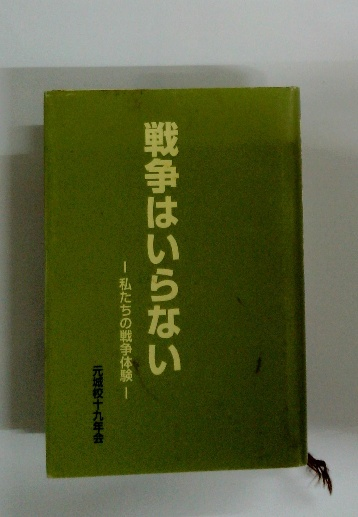 戦争はいらない
ー私たちの戦争体験ー
元城校十九年会